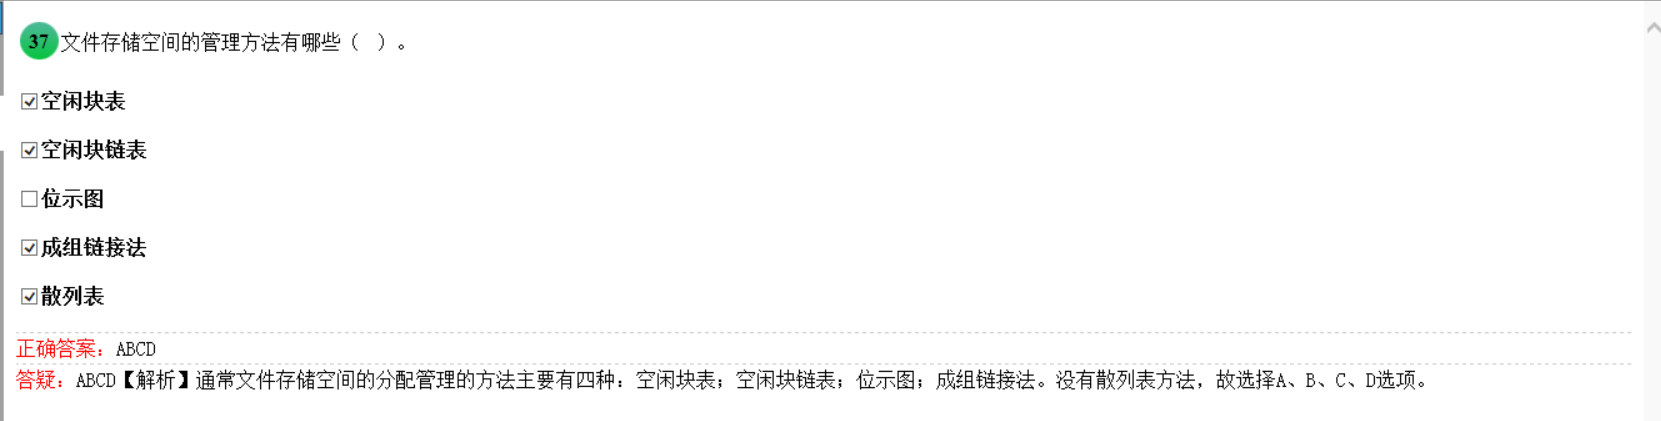 37 文件存储空间的管理方法有哪些（ ）。
空闲块表
空闲块链表
位示图
成组链接法
散列表
正确答案：ABCD
答疑：ABCD【解析】通常文件存储空间的分配管理的方法主要有四种：空闲块表；空闲块链表；位示图；成组链接法。没有散列表方法，故选择A、B、C、D选项。